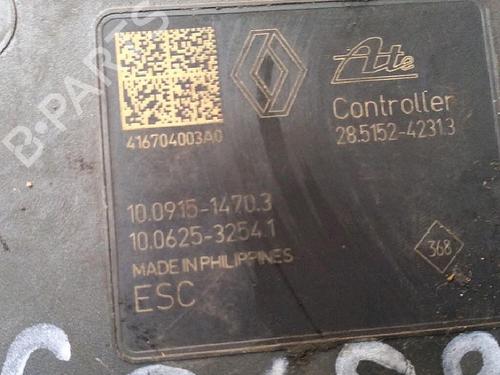 B-PARTS
Ate
416704003A0
Controller
28.5152-4231.3
10.0915-1470.3
10.0625-3254.1
MADE IN PHILIPPINES
368
ESC